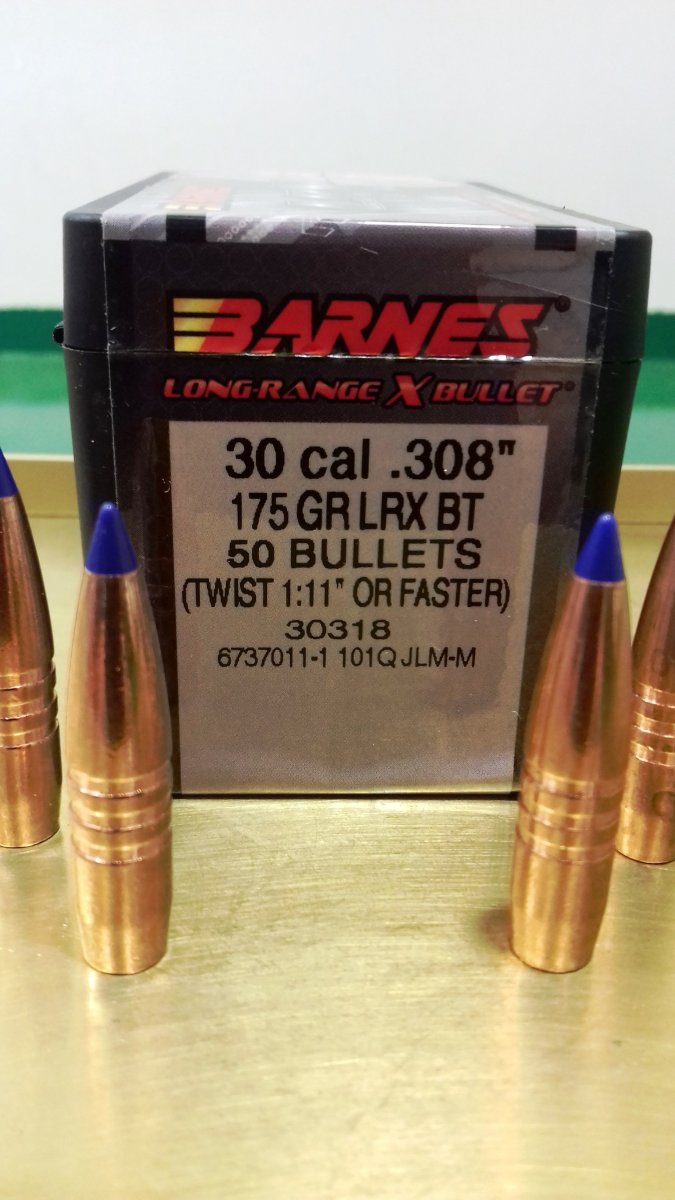 BARNES®
LONG-RANGE X BULLET®
30 cal .308"
175 GR LRX BT
50 BULLETS
(TWIST 1:11" OR FASTER)
30318
6737011-1 101Q JLM-M